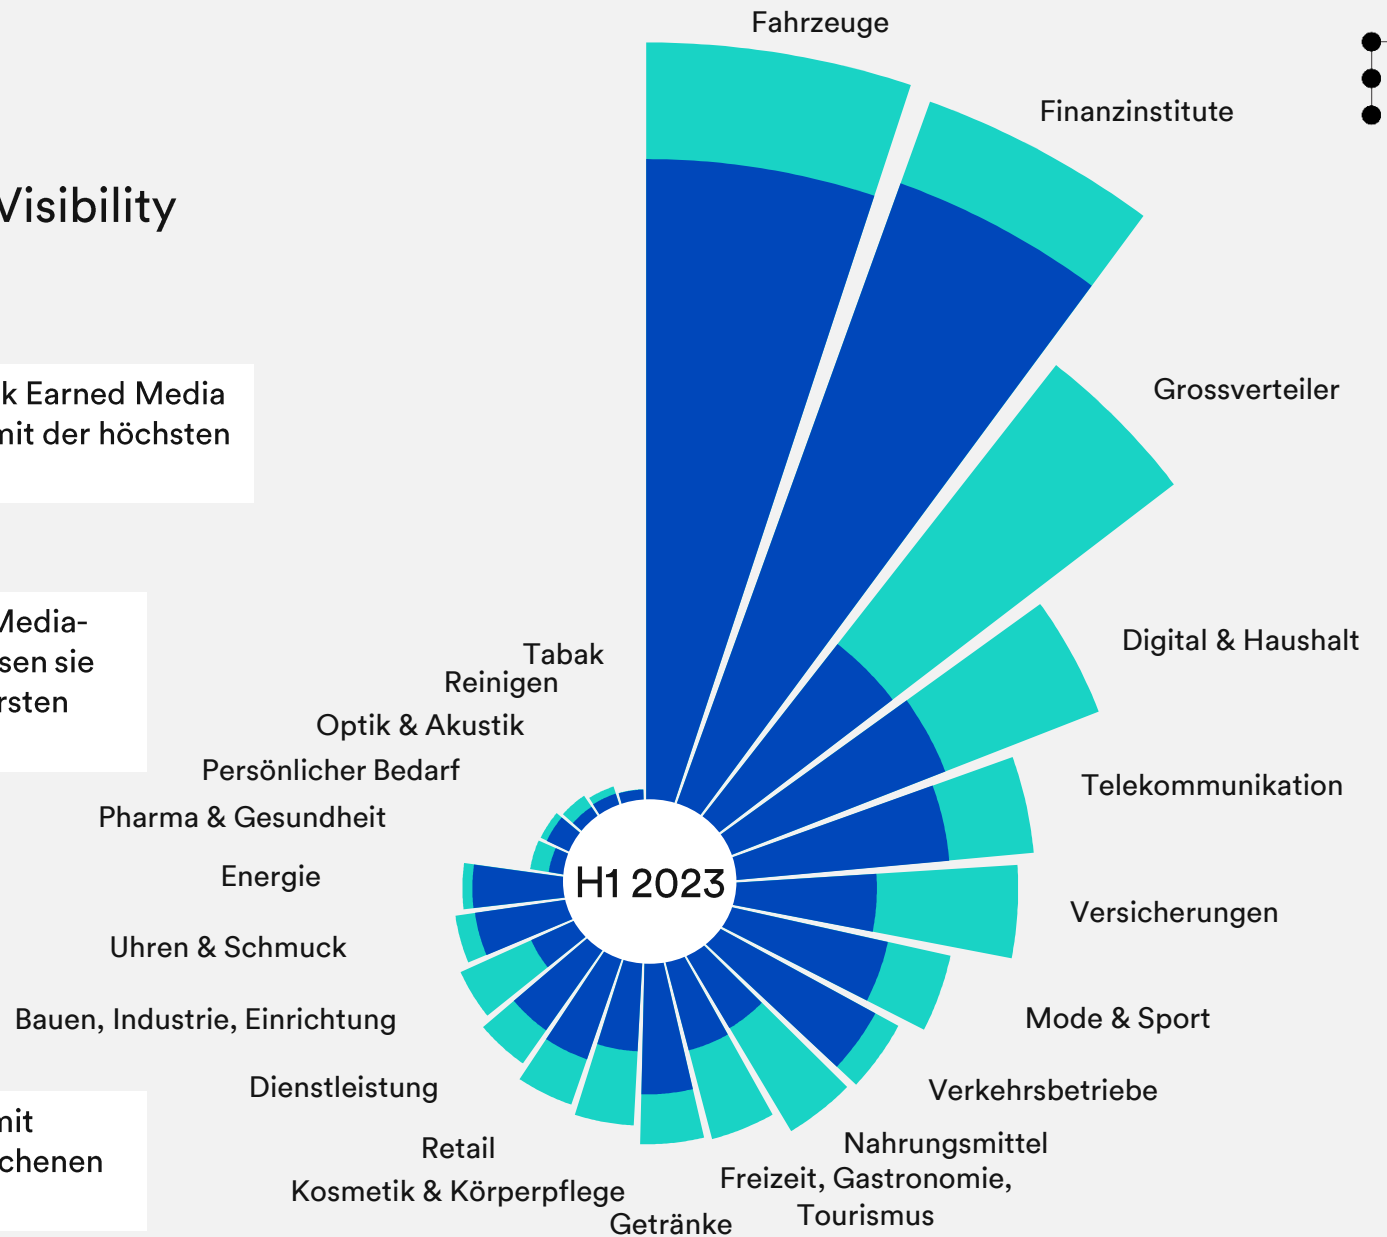 Visibility
k Earned Media
mit der höchsten
Media-
sen sie
rsten
mit
chenen
Fahrzeuge
Finanzinstitute
Grossverteiler
Digital & Haushalt
Telekommunikation
Versicherungen
Mode & Sport
Verkehrsbetriebe
Nahrungsmittel
Freizeit, Gastronomie,
Tourismus
Getränke
Kosmetik & Körperpflege
Retail
Dienstleistung
Bauen, Industrie, Einrichtung
Uhren & Schmuck
Energie
Pharma & Gesundheit
Persönlicher Bedarf
Optik & Akustik
Reinigen
Tabak
H1 2023